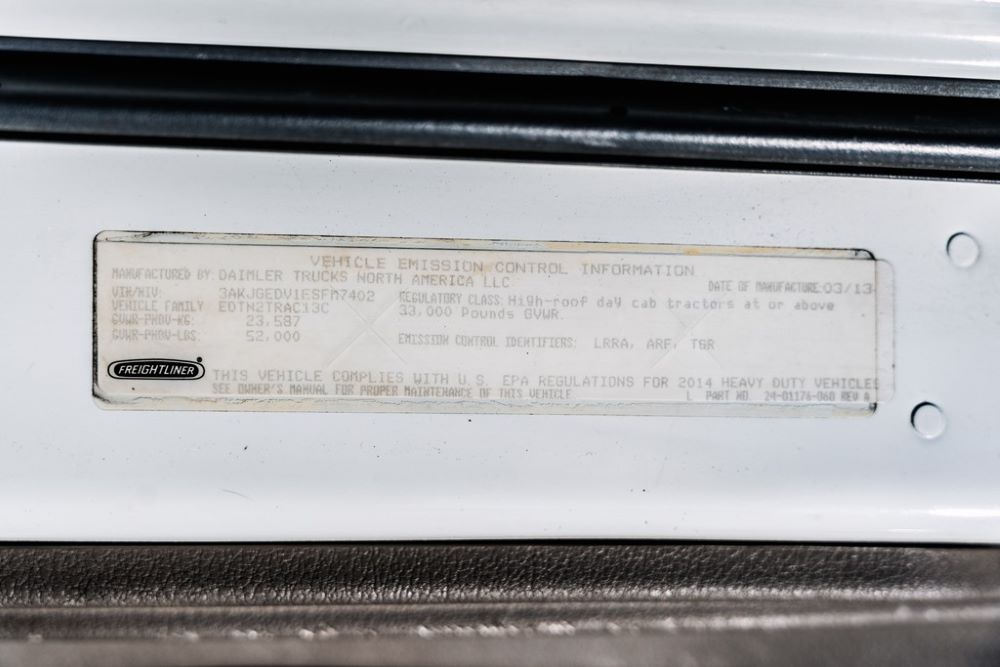 VEHICLE EMISSION CONTROL INFORMATION
MANUFACTURED BY DAIMLER TRUCKS NORTH AMERICA LLC DATE OF MANUFACTURE: 03/13
VIN/NIV: 3AKJGEDV1ESFM7402 REGULATORY CLASS: High-roof day cab tractors at or above
VEHICLE FAMILY EDTN2TRAC13C 33,000 Pounds GVWR.
GVWR-PNBV-KG: 23,587
GVWR-PNBV-LBS: 52,000 EMISSION CONTROL IDENTIFIERS: LRRA, ARF, TGR
FREIGHTLINER
THIS VEHICLE COMPLIES WITH U.S. EPA REGULATIONS FOR 2014 HEAVY DUTY VEHICLES
SEE OWNER'S MANUAL FOR PROPER MAINTENANCE OF THIS VEHICLE L PART NO. 24-01176-060 REV A